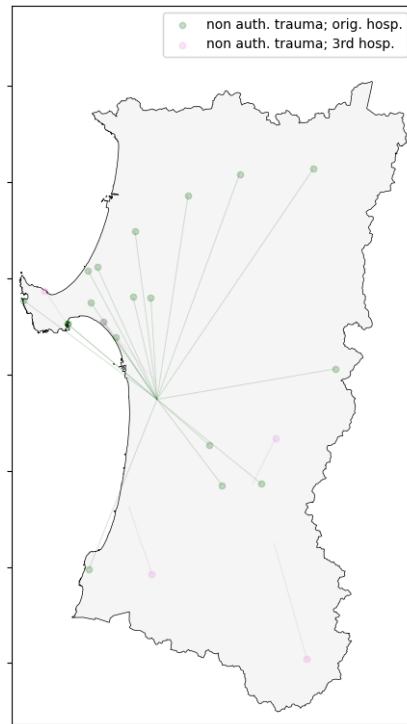 non auth. trauma; orig. hosp.
non auth. trauma; 3rd hosp.